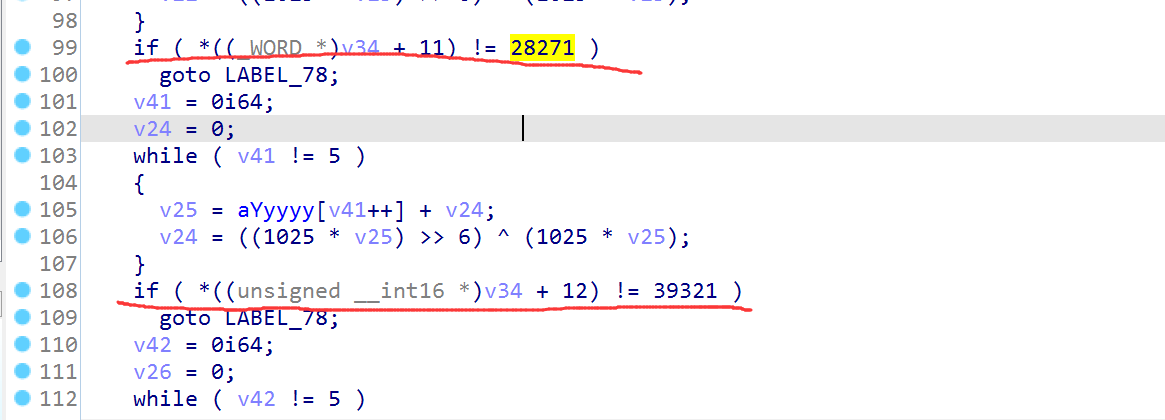 98 }
99 if ( *((_WORD *)v34 + 11) != 28271 )
100 goto LABEL_78;
101 v41 = 0i64;
102 v24 = 0;
103 while ( v41 != 5 )
104 {
105 v25 = aYyyyy[v41++] + v24;
106 v24 = ((1025 * v25) >> 6) ^ (1025 * v25);
107 }
108 if ( *((unsigned __int16 *)v34 + 12) != 39321 )
109 goto LABEL_78;
110 v42 = 0i64;
111 v26 = 0;
112 while ( v42 != 5 )